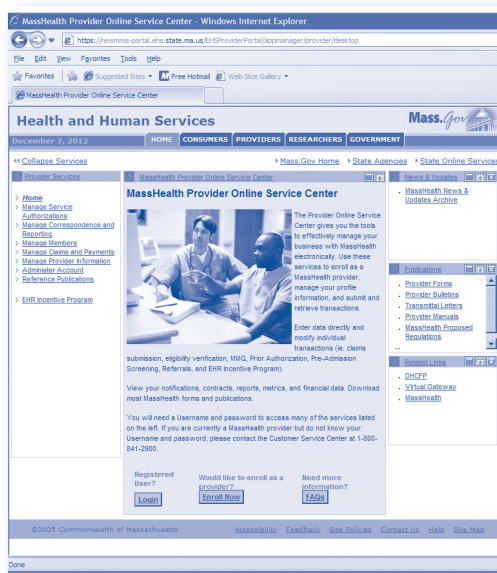 MassHealth Provider Online Service Center - Windows Internet Explorer
https://newmmis-portal.ehs.state.ma.us/EHSProviderPortal/appmanager/provider/desktop
File Edit View Favorites Tools Help
Favorites Suggested Sites Free Hotmail Web Slice Gallery
MassHealth Provider Online Service Center
Health and Human Services
Mass.Gov
December 7, 2012
HOME CONSUMERS PROVIDERS RESEARCHERS GOVERNMENT
Collapse Services
Mass.Gov Home State Agencies State Online Services
Provider Services
> Home
> Manage Service
Authorizations
> Manage Correspondence and
Reporting
> Manage Members
> Manage Claims and Payments
> Manage Provider Information
> Administer Account
> Reference Publications
> EHR Incentive Program
MassHealth Provider Online Service Center
MassHealth Provider Online Service Center
The Provider Online Service
Center gives you the tools
to effectively manage your
business with MassHealth
electronically. Use these
services to enroll as a
MassHealth provider,
manage your profile
information, and submit and
retrieve transactions.
Enter data directly and
modify individual
transactions (ie. claims
submission, eligibility verification, MMQ, Prior Authorization, Pre-Admission
Screening, Referrals, and EHR Incentive Program).
View your notifications, contracts, reports, metrics, and financial data. Download
most MassHealth forms and publications.
You will need a Username and password to access many of the services listed
on the left. If you are currently a MassHealth provider but do not know your
Username and password, please contact the Customer Service Center at 1-800-
841-2900.
Registered
User?
Login
Would like to enroll as a
provider?
Enroll Now
Need more
information?
FAQs
News & Updates
MassHealth News &
Updates Archive
Publications
Provider Forms
Provider Bulletins
Transmittal Letters
Provider Manuals
MassHealth Proposed
Regulations
Related Links
DHCFP
Virtual Gateway
MassHealth
©2005 Commonwealth of Massachusetts
Accessibility Feedback Site Policies Contact Us Help Site Map
Done